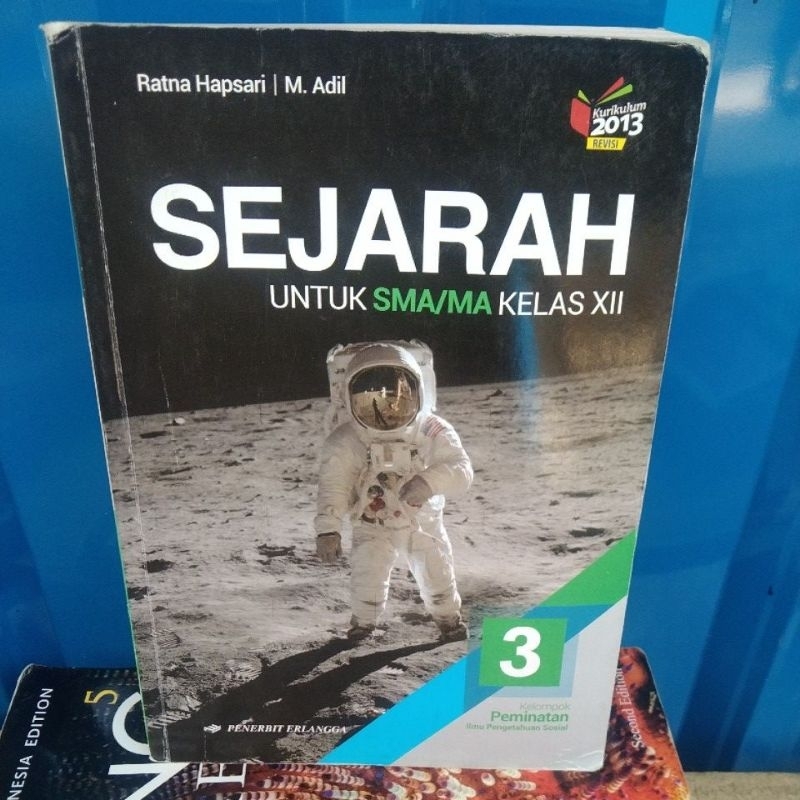 Ratna Hapsari | M. Adil
Kurikulum
2013
REVISI
SEJARAH
UNTUK SMA/MA KELAS XII
3
Kelompok
Peminatan
Ilmu Pengetahuan Sosial
PENERBIT ERLANGGA
NESIA EDITION
5
Second Edition